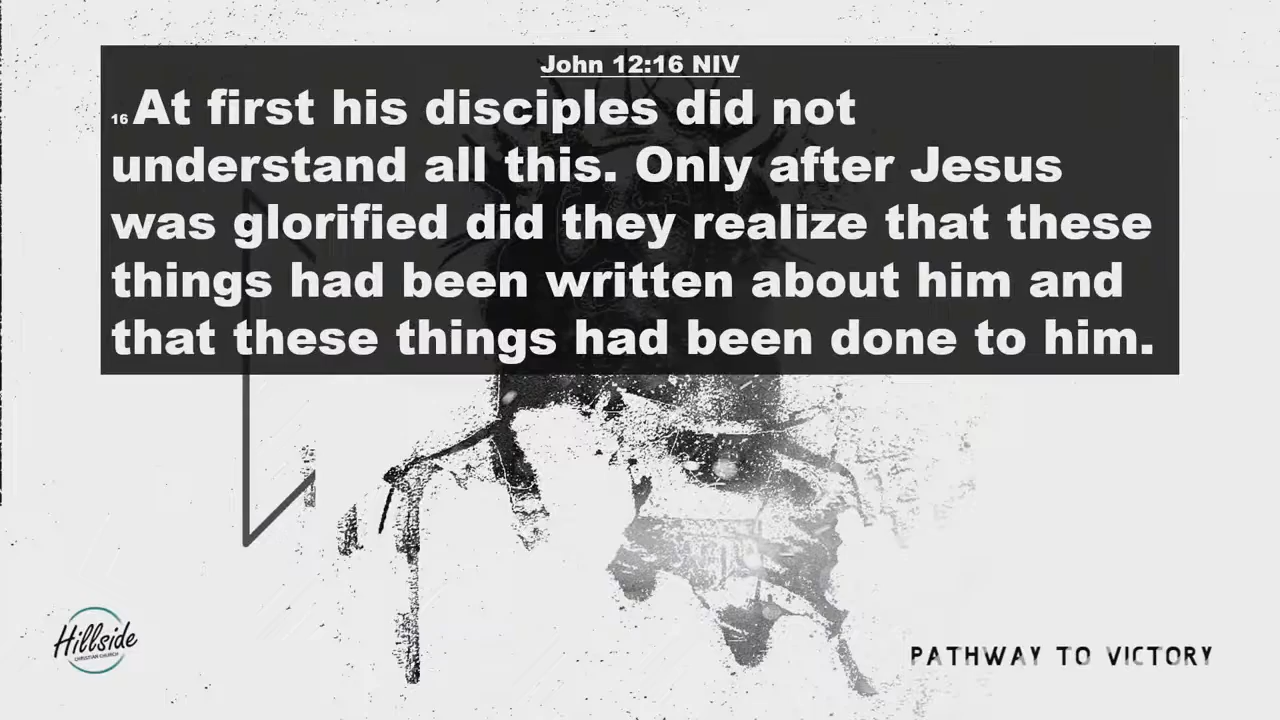 John 12:16 NIV
16 At first his disciples did not
understand all this. Only after Jesus
was glorified did they realize that these
things had been written about him and
that these things had been done to him.
Hillside
CHRISTIAN CHURCH
PATHWAY TO VICTORY